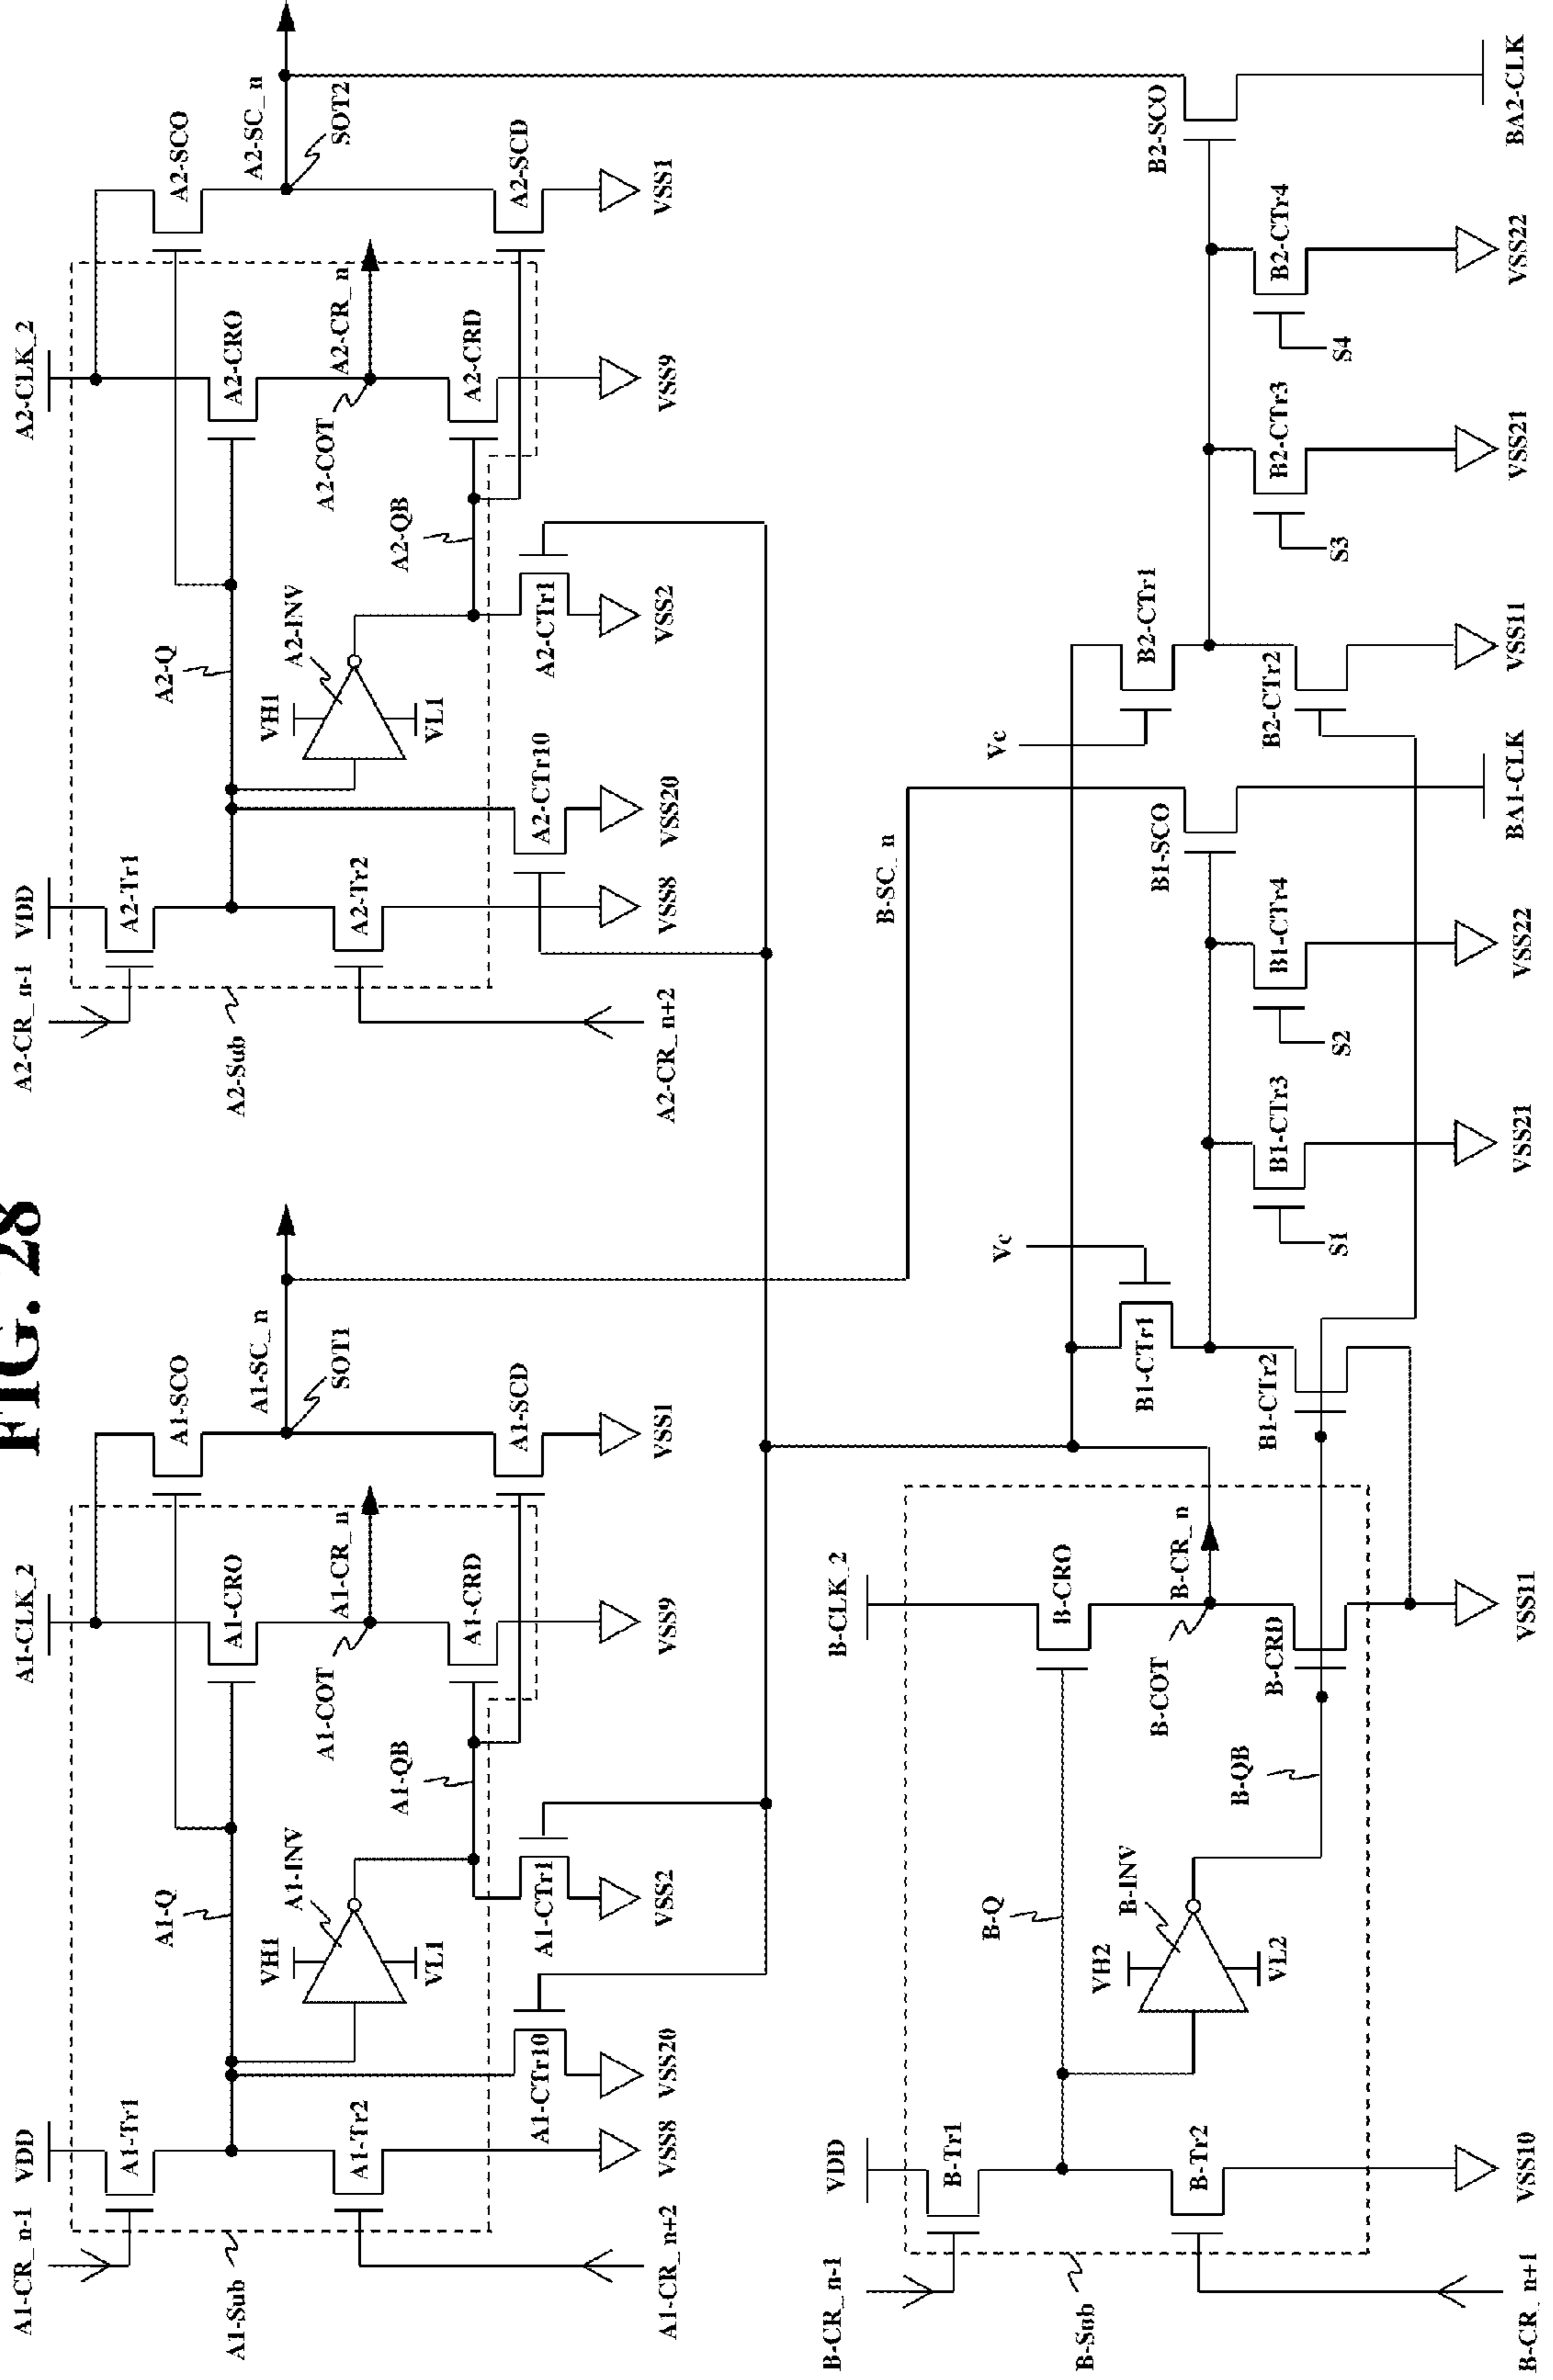 FIG. 28
A1-CR_n-1
VDD
A1-Tr1
A1-Sub
A1-Tr2
VSS8
A1-CR_n+2
A1-Q
VH1
A1-INV
VL1
A1-CTr10
VSS20
A1-CTr1
VSS2
A1-QB
A1-CLK_2
A1-CRO
A1-COT
A1-CR_n
A1-CRD
VSS9
A1-SCO
A1-SC_n
SOT1
A1-SCD
VSS1
A2-CR_n-1
VDD
A2-Tr1
A2-Sub
A2-Tr2
VSS8
A2-CR_n+2
A2-Q
VH1
A2-INV
VL1
A2-CTr10
VSS20
A2-CTr1
VSS2
A2-QB
A2-CLK_2
A2-CRO
A2-COT
A2-CR_n
A2-CRD
VSS9
A2-SCO
A2-SC_n
SOT2
A2-SCD
VSS1
B-CR_n-1
VDD
B-Tr1
B-Sub
B-Tr2
VSS10
B-CR_n+1
B-Q
VH2
B-INV
VL2
B-QB
B-CLK_2
B-CRO
B-COT
B-CR_n
B-CRD
VSS11
Vc
B1-CTr1
B1-CTr2
S1
B1-CTr3
VSS21
S2
B1-CTr4
VSS22
B-SC_n
B1-SCO
BA1-CLK
Vc
B2-CTr1
B2-CTr2
VSS11
S3
B2-CTr3
VSS21
S4
B2-CTr4
VSS22
B2-SCO
BA2-CLK